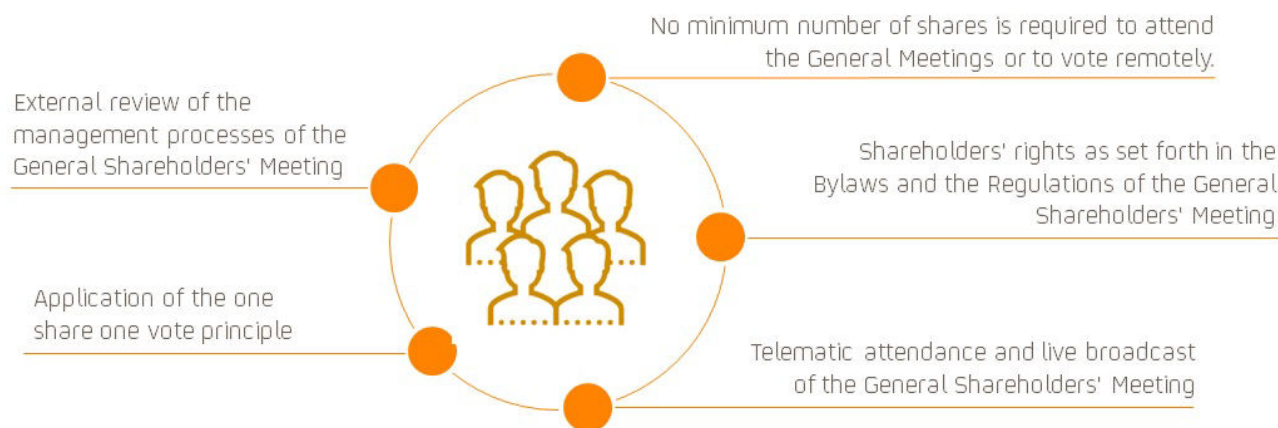 No minimum number of shares is required to attend
the General Meetings or to vote remotely.
External review of the
management processes of the
General Shareholders' Meeting
Shareholders' rights as set forth in the
Bylaws and the Regulations of the General
Shareholders' Meeting
Application of the one
share one vote principle
Telematic attendance and live broadcast
of the General Shareholders' Meeting